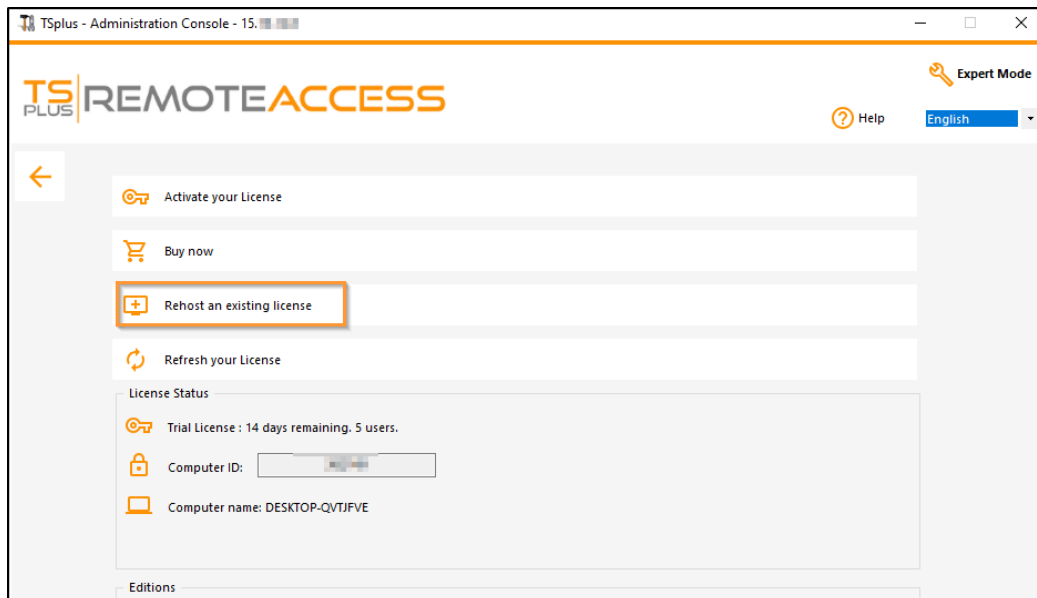 TSplus - Administration Console - 15.
Expert Mode
TS PLUS REMOTEACCESS
Help
English
Activate your License
Buy now
Rehost an existing license
Refresh your License
License Status
Trial License : 14 days remaining. 5 users.
Computer ID:
Computer name: DESKTOP-QVTJFVE
Editions